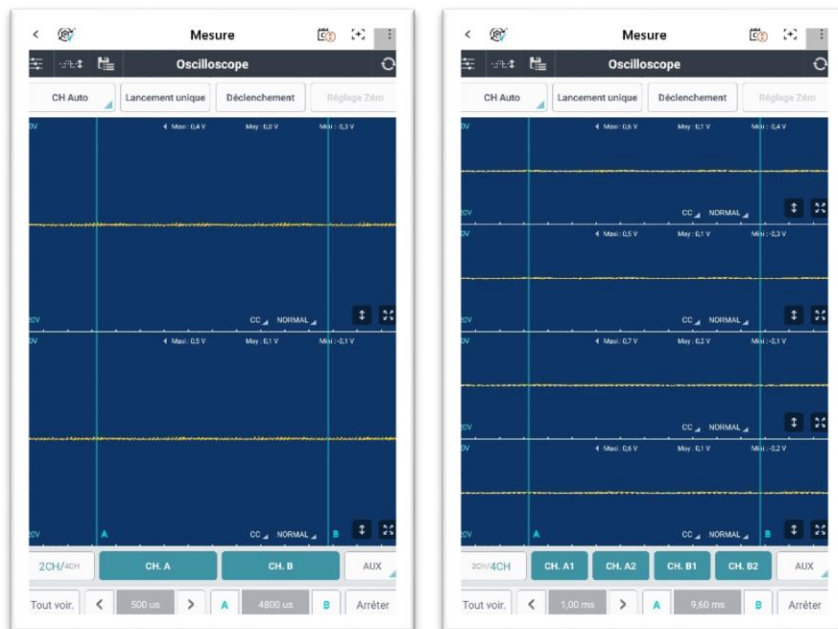 Mesure
Oscilloscope
CH Auto
Lancement unique
Déclenchement
Réglage Zéro
Maxi : 0,4 V
Moy : 0,0 V
Mini : -0,3 V
CC
NORMAL
Maxi : 0,5 V
Moy : 0,1 V
Mini : -0,1 V
A
CC
NORMAL
B
2CH/4CH
CH. A
CH. B
AUX
Tout voir.
<
500 us
>
A
4800 us
B
Arrêter
Mesure
Oscilloscope
CH Auto
Lancement unique
Déclenchement
Réglage Zéro
Maxi : 0,6 V
Moy : 0,1 V
Mini : -0,4 V
CC
NORMAL
Maxi : 0,5 V
Moy : 0,1 V
Mini : -0,3 V
CC
NORMAL
Maxi : 0,7 V
Moy : 0,2 V
Mini : -0,1 V
CC
NORMAL
Maxi : 0,6 V
Moy : 0,1 V
Mini : -0,2 V
A
CC
NORMAL
B
2CH/4CH
CH. A1
CH. A2
CH. B1
CH. B2
AUX
Tout voir.
<
1,00 ms
>
A
9,60 ms
B
Arrêter